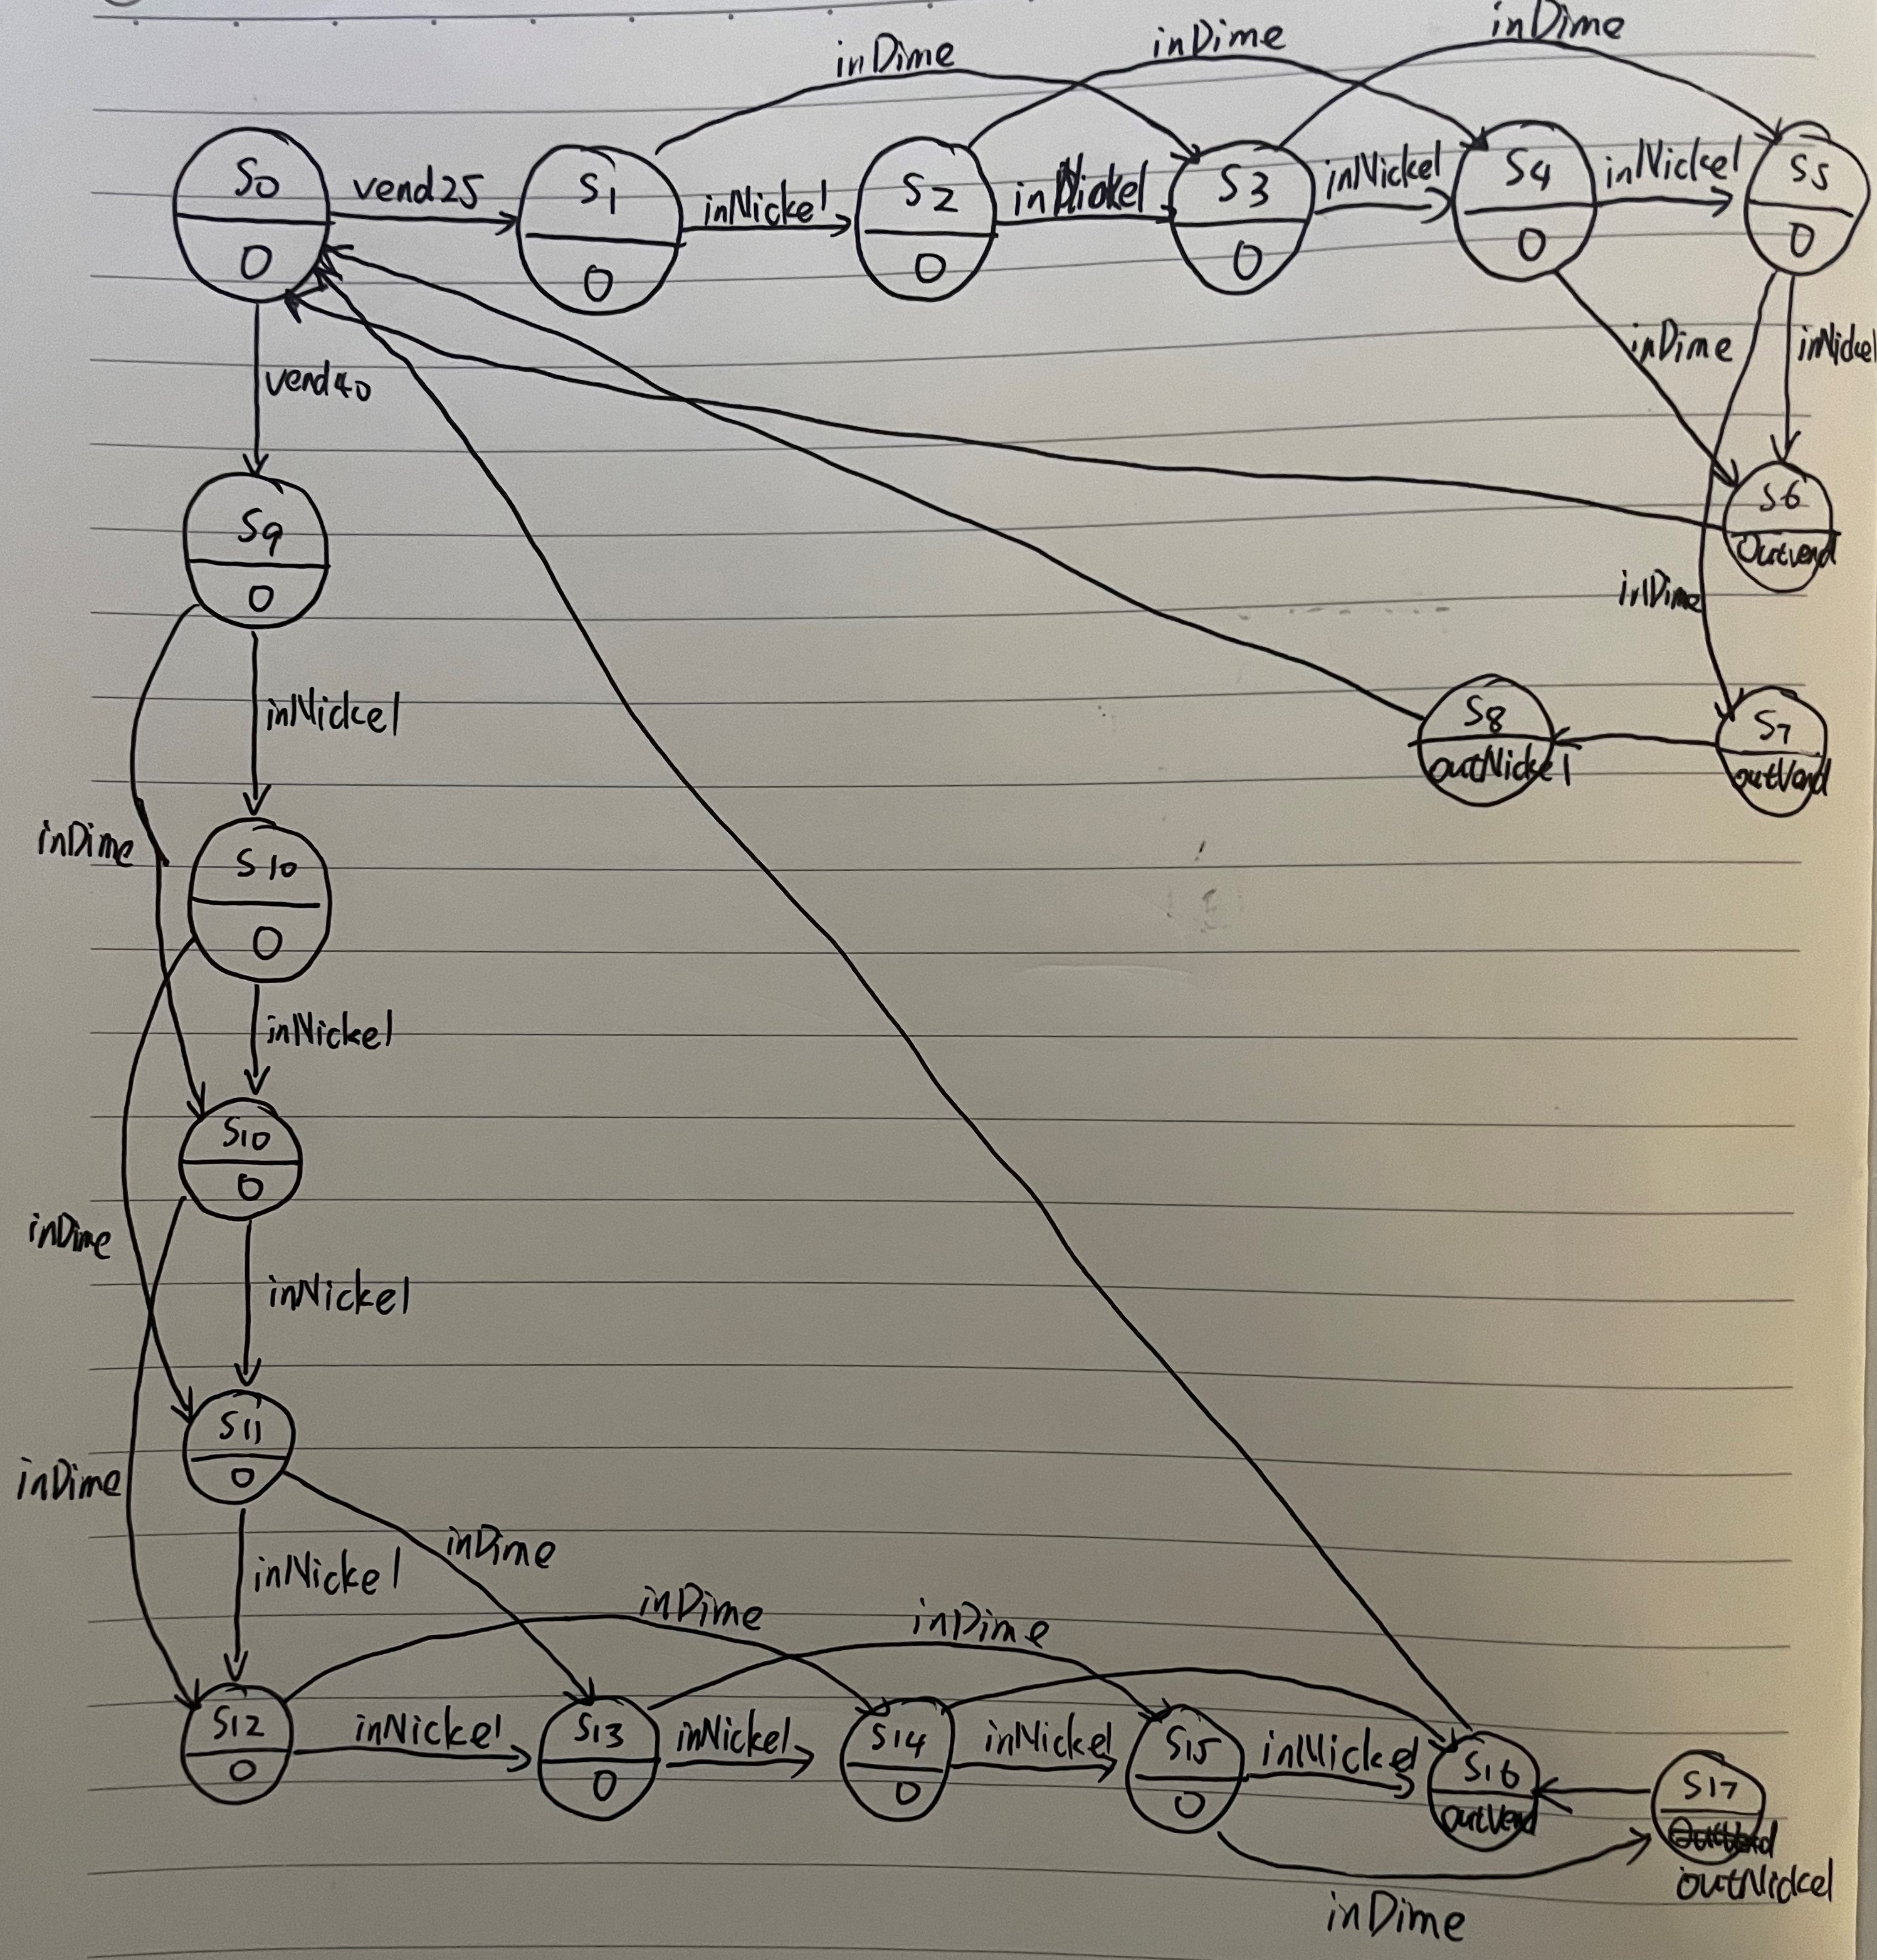 inDime
inDime
inDime
S0
0
vend25
S1
0
inNickel
S2
0
inNickel
S3
0
inNickel
S4
0
inNickel
S5
0
vend40
inDime
inNickel
S6
Outvend
S9
0
inDime
inNickel
S8
outNickel
S7
outVend
inDime
S10
0
inNickel
S10
0
inDime
inNickel
S11
0
inDime
inDime
inNickel
inDime
inDime
S12
0
inNickel
S13
0
inNickel
S14
0
inNickel
S15
0
inNickel
S16
outVend
S17
outNickel
inDime